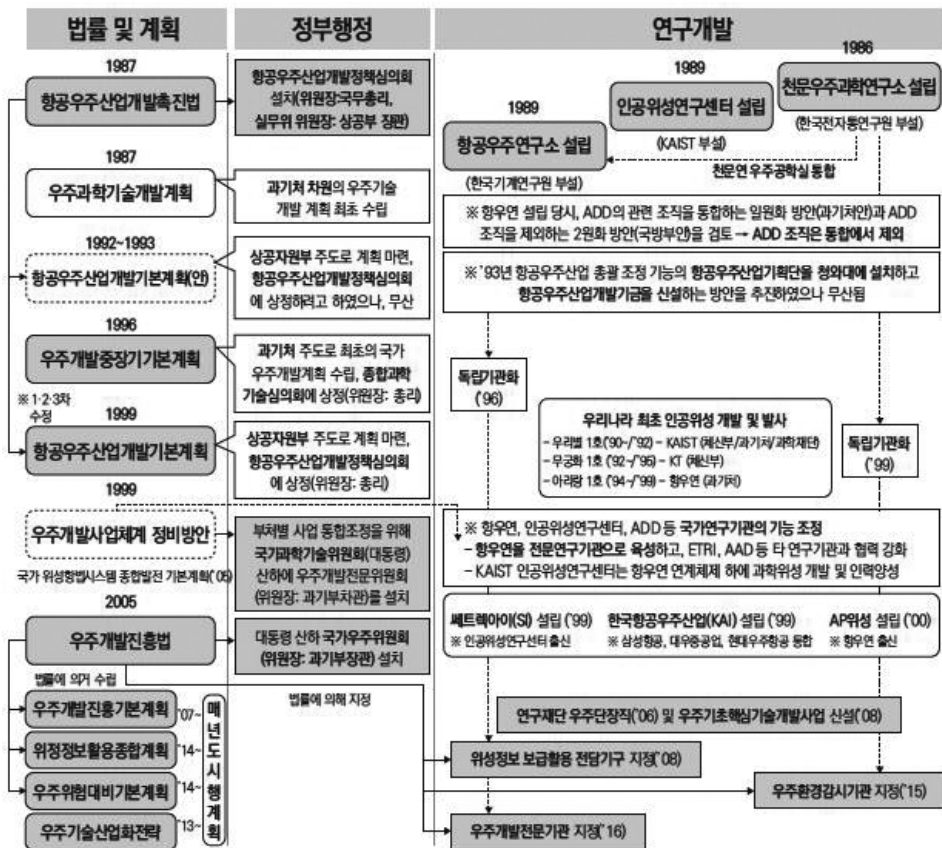 법률 및 계획
정부행정
연구개발
1987
항공우주산업개발촉진법
1987
우주과학기술개발계획
1992~1993
항공우주산업개발기본계획(안)
1996
우주개발중장기기본계획
※ 1·2·3차
수정
1999
항공우주산업개발기본계획
1999
우주개발사업체계 정비방안
국가 위성항법시스템 종합발전 기본계획('05)
2005
우주개발진흥법
법률에 의거 수립
우주개발진흥기본계획
'07~
위정정보활용종합계획
'14~
우주위험대비기본계획
'14~
우주기술산업화전략
'13~
매년도시행계획
항공우주산업개발정책심의회
설치(위원장:국무총리,
실무위 위원장: 상공부 장관)
과기처 차원의 우주기술
개발 계획 최초 수립
상공자원부 주도로 계획 마련,
항공우주산업개발정책심의회
에 상정하려고 하였으나, 무산
과기처 주도로 최초의 국가
우주개발계획 수립, 종합과학
기술심의회에 상정(위원장: 총리)
상공자원부 주도로 계획 마련,
항공우주산업개발정책심의회
에 상정(위원장: 총리)
부처별 사업 통합조정을 위해
국가과학기술위원회(대통령)
산하에 우주개발전문위원회
(위원장: 과기부차관)를 설치
대통령 산하 국가우주위원회
(위원장: 과기부장관) 설치
법률에 의해 지정
1986
천문우주과학연구소 설립
(한국전자통연구원 부설)
1989
인공위성연구센터 설립
(KAIST 부설)
1989
항공우주연구소 설립
(한국기계연구원 부설)
천문연 우주공학실 통합
※ 항우연 설립 당시, ADD의 관련 조직을 통합하는 일원화 방안(과기처안)과 ADD
조직을 제외하는 2원화 방안(국방부안)을 검토 → ADD 조직은 통합에서 제외
※ '93년 항공우주산업 총괄 조정 기능의 항공우주산업기획단을 청와대에 설치하고
항공우주산업개발기금을 신설하는 방안을 추진하였으나 무산됨
독립기관화
('96)
우리나라 최초 인공위성 개발 및 발사
– 우리별 1호('90~/'92) – KAIST (체신부/과기처/과학재단)
– 무궁화 1호('92~/'95) – KT (체신부)
– 아리랑 1호('94~/'99) – 항우연 (과기처)
독립기관화
('99)
※ 항우연, 인공위성연구센터, ADD 등 국가연구기관의 기능 조정
– 항우연을 전문연구기관으로 육성하고, ETRI, AAD 등 타 연구기관과 협력 강화
– KAIST 인공위성연구센터는 항우연 연계체제 하에 과학위성 개발 및 인력양성
쎄트렉아이(SI) 설립 ('99)
※ 인공위성연구선터 출신
한국항공우주산업(KAI) 설립 ('99)
※ 삼성항공, 대우중공업, 현대우주항공 통합
AP위성 설립 ('00)
※ 항우연 출신
연구재단 우주단장직('06) 및 우주기초핵심기술개발사업 신설('08)
위성정보 보급활용 전담기구 지정('08)
우주환경감시기관 지정('15)
우주개발전문기관 지정('16)